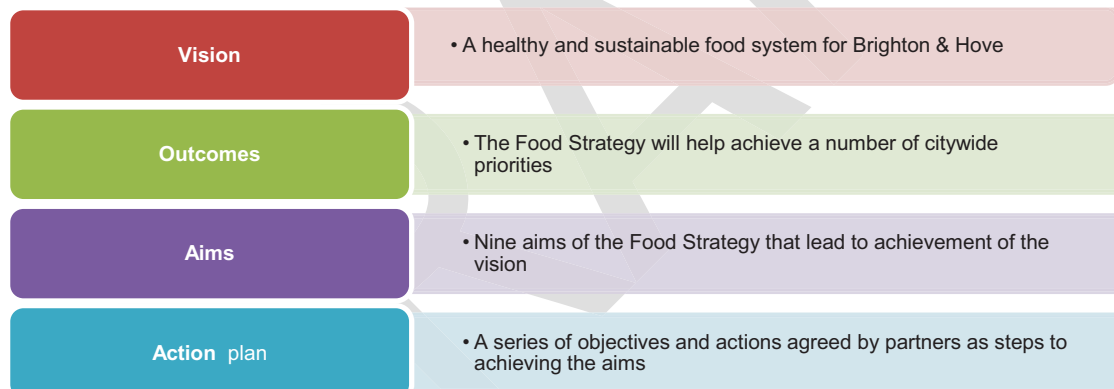 Vision
• A healthy and sustainable food system for Brighton & Hove
Outcomes
• The Food Strategy will help achieve a number of citywide
priorities
Aims
• Nine aims of the Food Strategy that lead to achievement of the
vision
Action plan
• A series of objectives and actions agreed by partners as steps to
achieving the aims